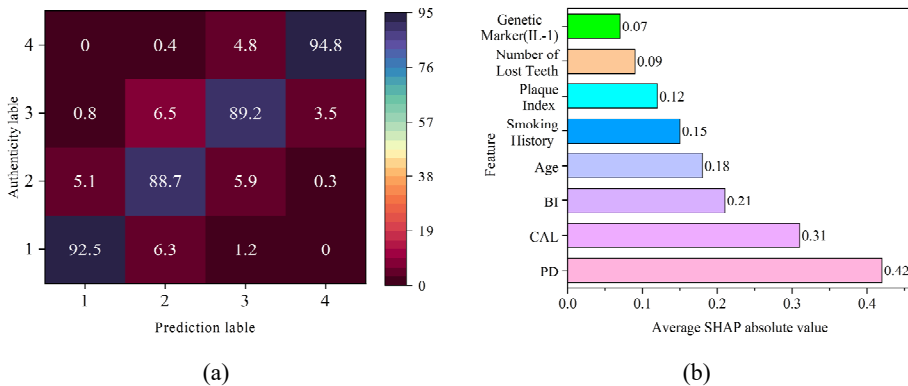 4
3
2
1
Authenticity lable
0 0.4 4.8 94.8
0.8 6.5 89.2 3.5
5.1 88.7 5.9 0.3
92.5 6.3 1.2 0
1 2 3 4
Prediction lable
95
76
57
38
19
0
(a)
Feature
Genetic
Marker(IL-1)
0.07
Number of
Lost Teeth
0.09
Plaque
Index
0.12
Smoking
History
0.15
Age
0.18
BI
0.21
CAL
0.31
PD
0.42
0.0 0.1 0.2 0.3 0.4
Average SHAP absolute value
(b)